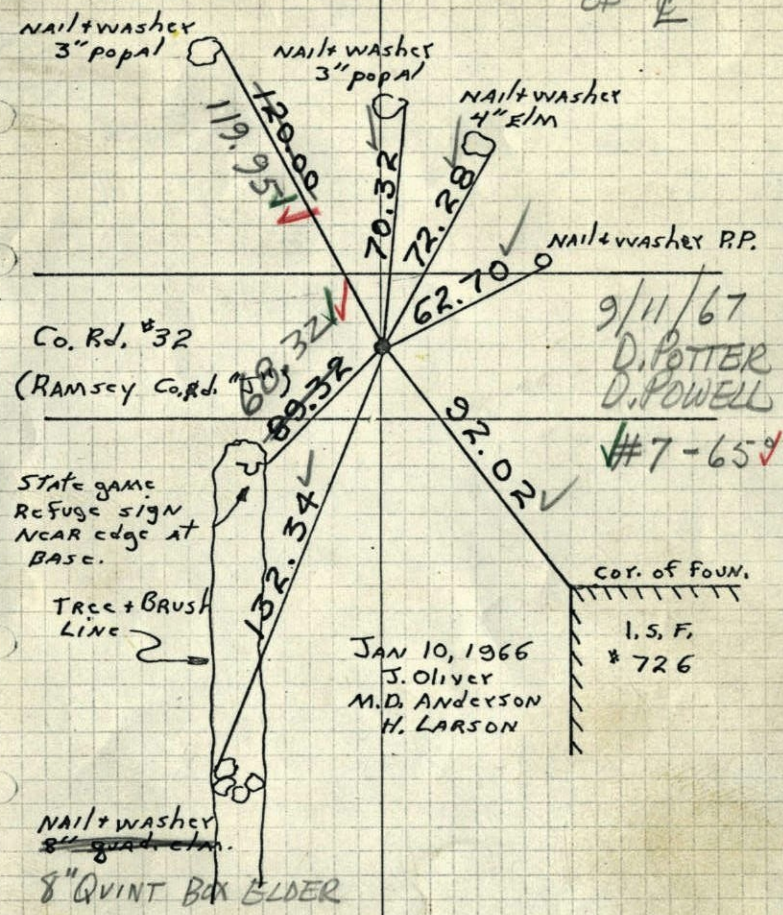 OF ℄
NAIL + WASHER
3" popal
NAIL + WASHER
3" popal
NAIL + WASHER
4" ELM
120.00
119.95
70.32
72.28
62.70
NAIL + WASHER P.P.
9/11/67
D. POTTER
D. POWELL
#7-65
Co. Rd. #32
(RAMSEY Co. Rd. "J")
68.32
89.32
92.02
132.34
STATE game
Refuge sign
NEAR edge at
BASE.
TREE + BRUSH
LINE
COR. of FOUN.
I.S.F.
#726
JAN 10, 1966
J. Oliver
M.D. Anderson
H. LARSON
NAIL + WASHER
8" quad. elm.
8" QUINT BOX ELDER